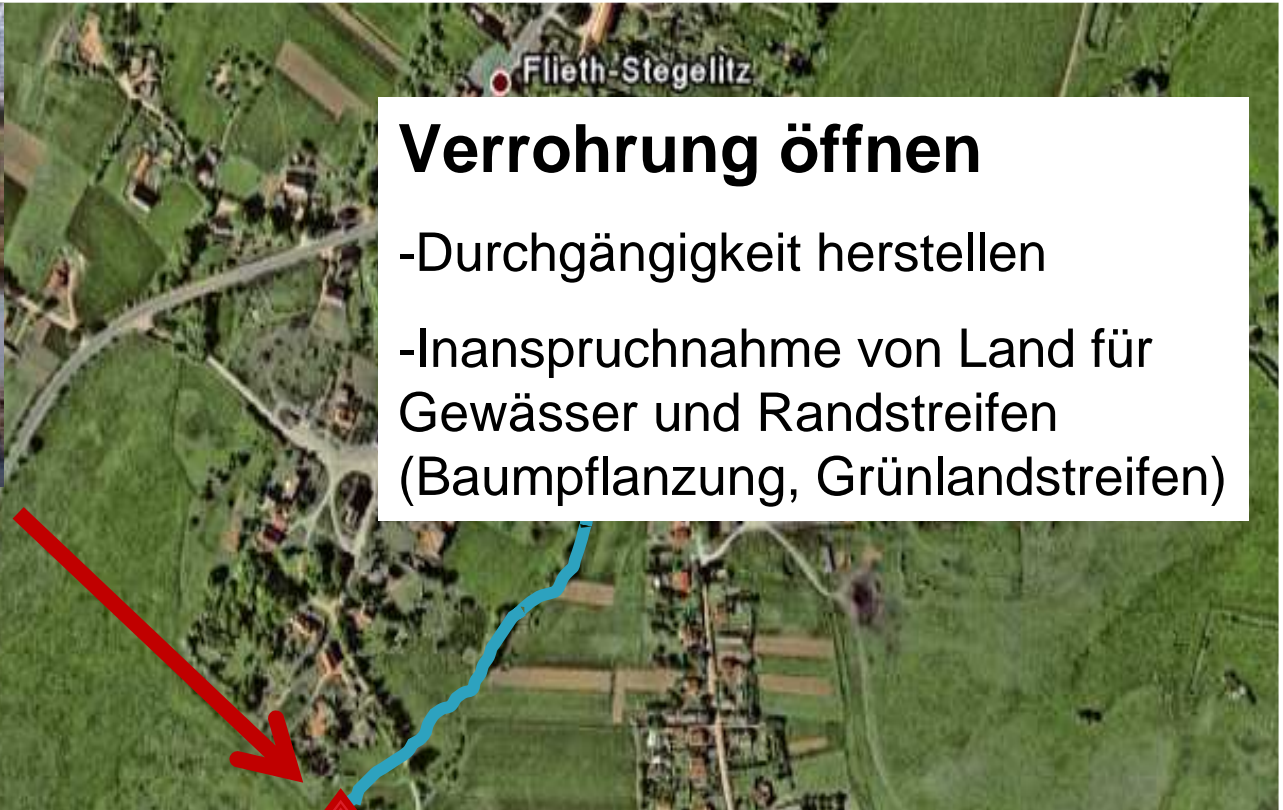 Flieth-Stegelitz
Verrohrung öffnen
-Durchgängigkeit herstellen
-Inanspruchnahme von Land für
Gewässer und Randstreifen
(Baumpflanzung, Grünlandstreifen)